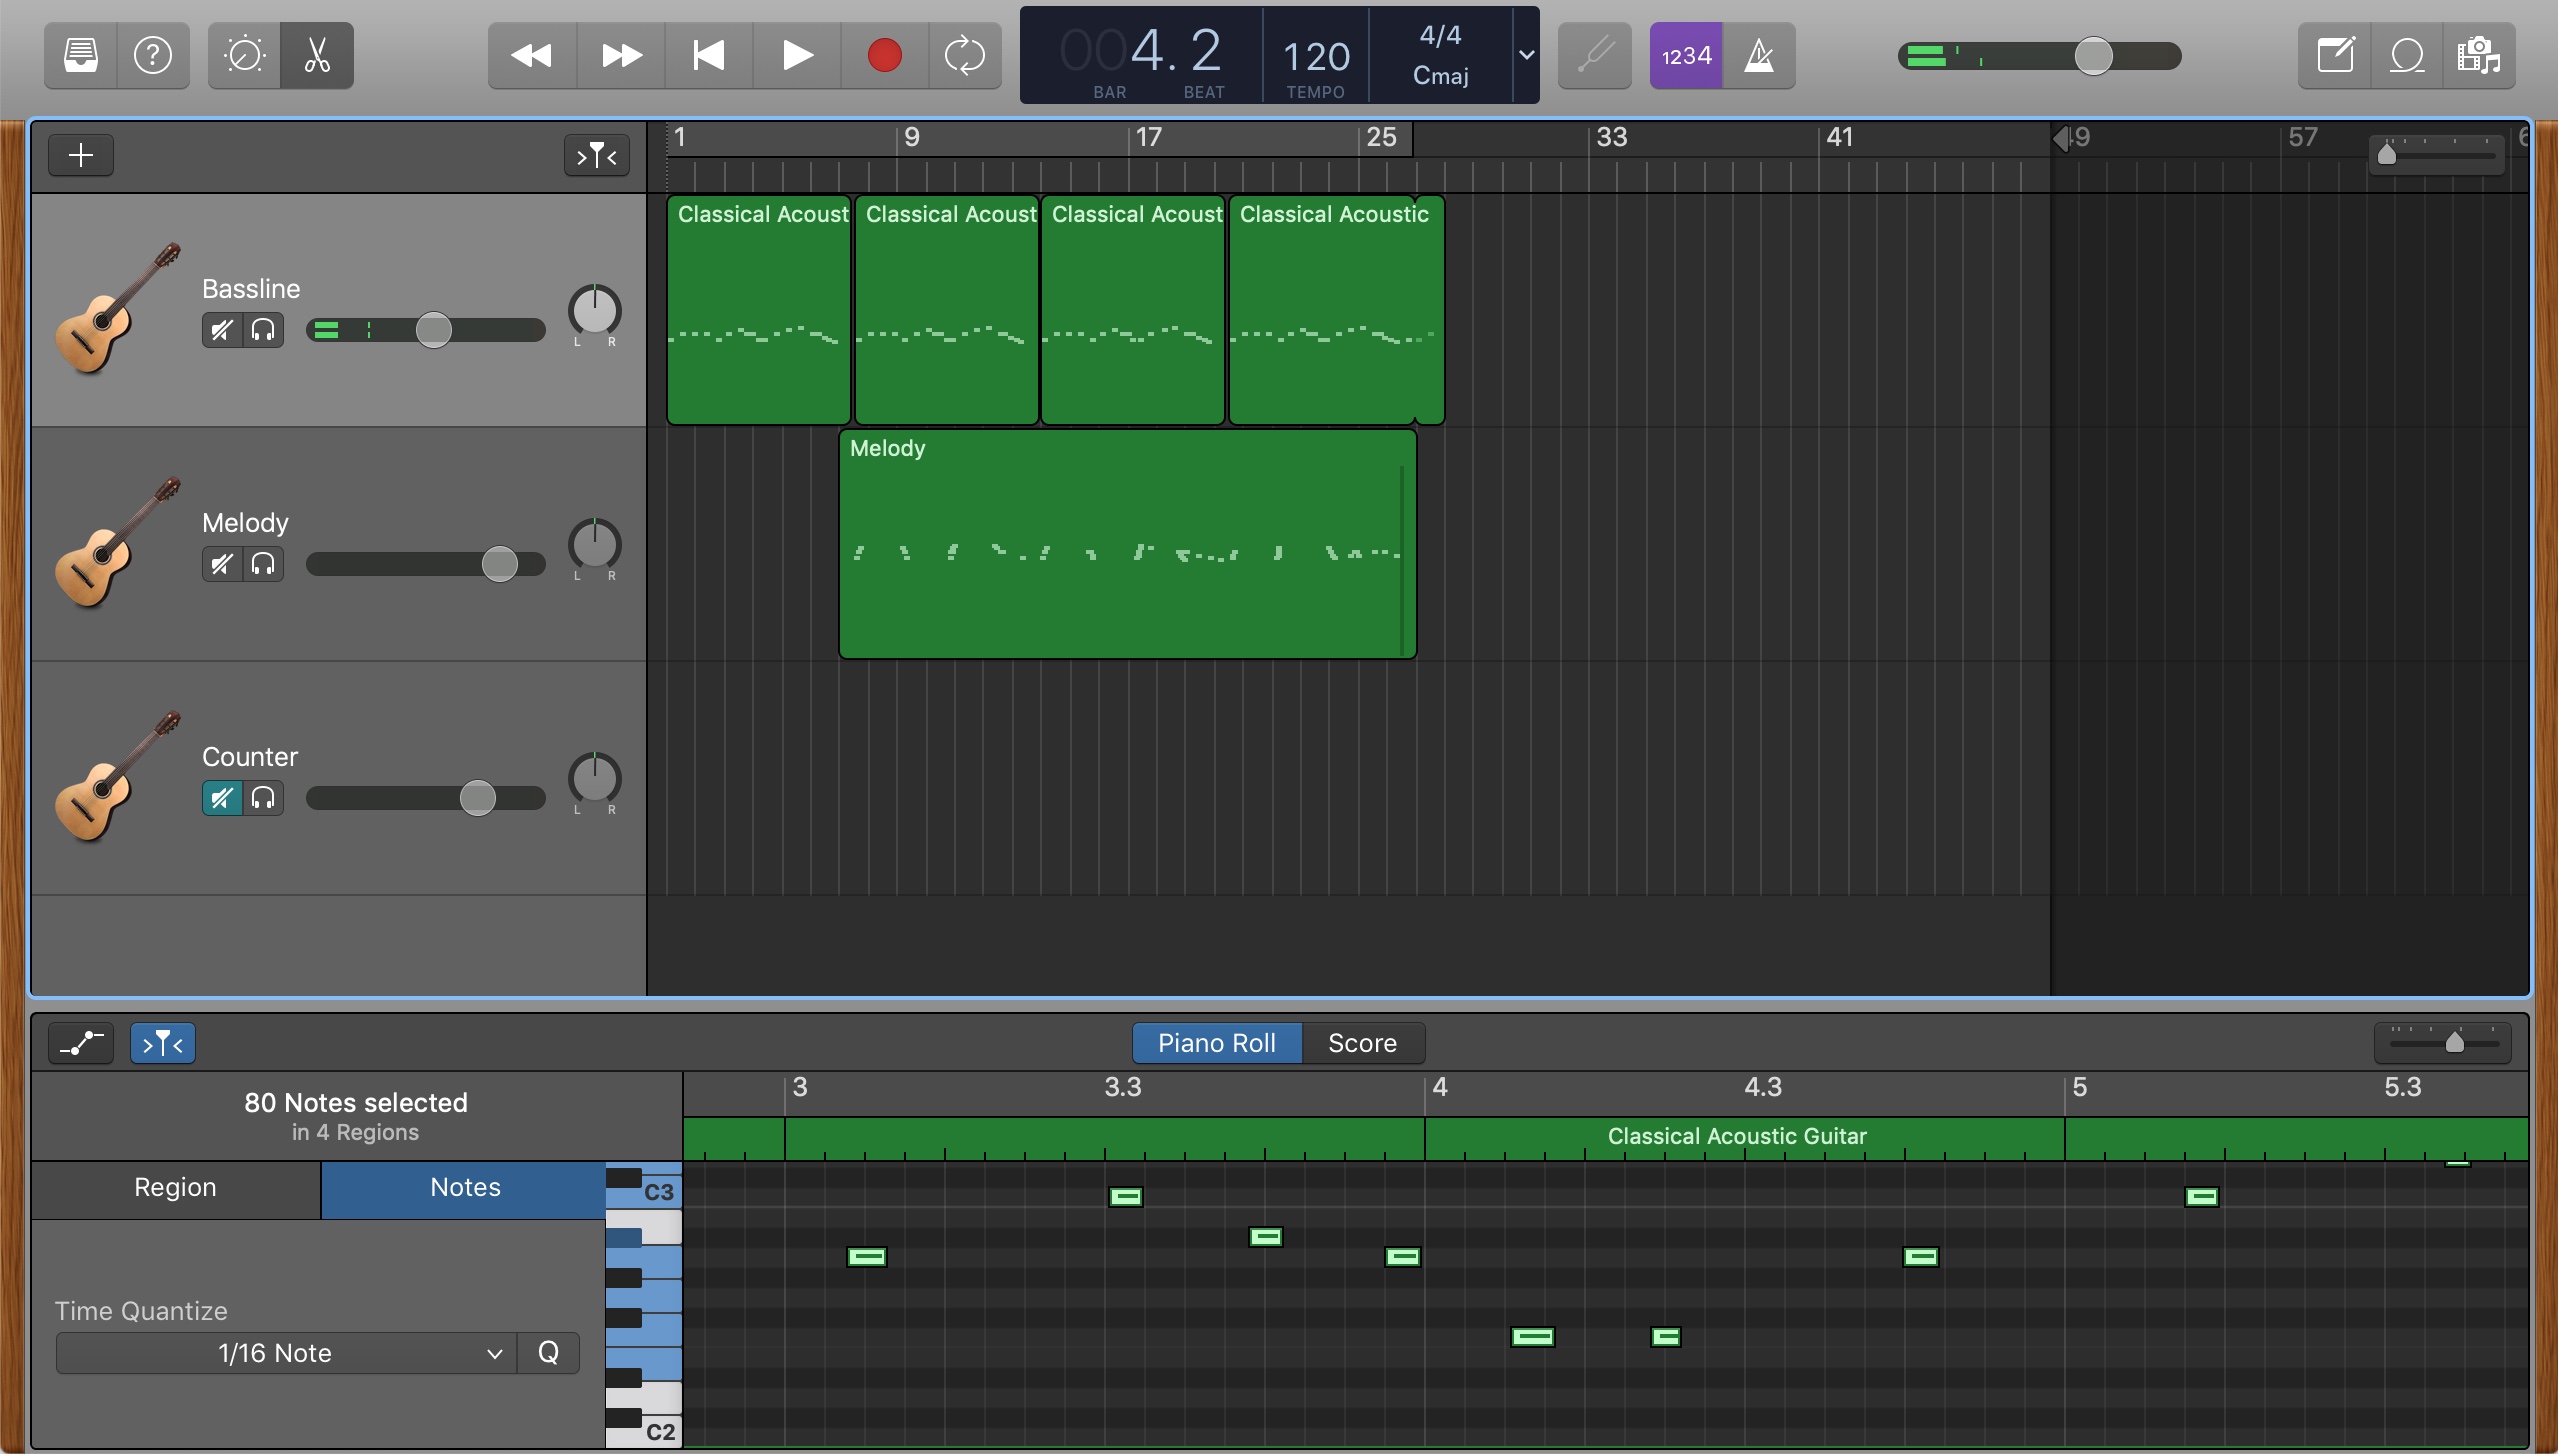 004. 2
BAR BEAT
120
TEMPO
4/4
Cmaj
1234
1 9 17 25 33 41 49 57
Bassline
L R
Classical Acoust
Classical Acoust
Classical Acoust
Classical Acoustic
Melody
L R
Melody
Counter
L R
Piano Roll Score
80 Notes selected
in 4 Regions
3 3.3 4 4.3 5 5.3
Classical Acoustic Guitar
Region Notes
C3
Time Quantize
1/16 Note Q
C2